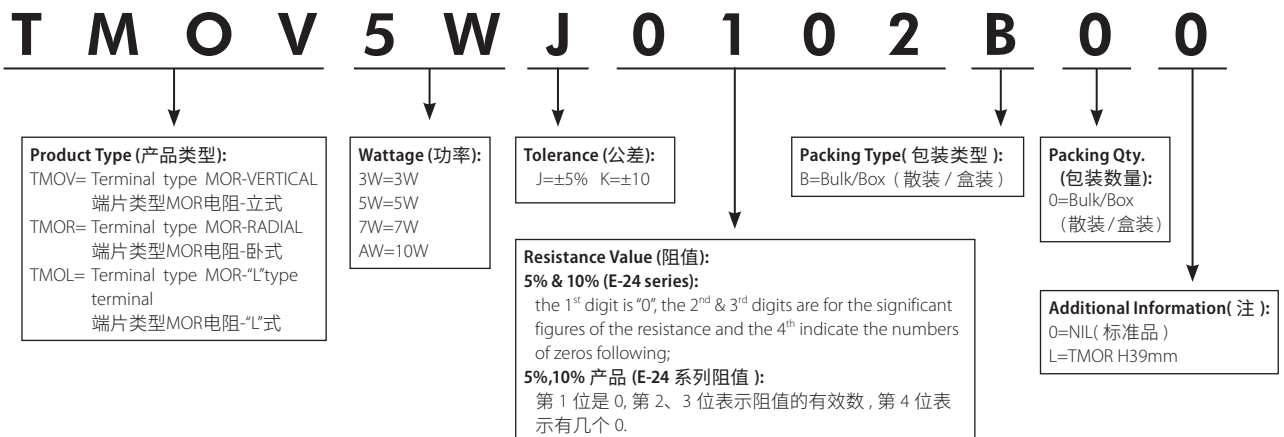 T M O V 5 W J 0 1 0 2 B 0 0
Product Type (产品类型):
TMOV= Terminal type MOR-VERTICAL
端片类型MOR电阻-立式
TMOR= Terminal type MOR-RADIAL
端片类型MOR电阻-卧式
TMOL= Terminal type MOR-“L”type
terminal
端片类型MOR电阻-“L”式
Wattage (功率):
3W=3W
5W=5W
7W=7W
AW=10W
Tolerance (公差):
J=±5% K=±10
Resistance Value (阻值):
5% & 10% (E-24 series):
the 1st digit is “0”, the 2nd & 3rd digits are for the significant
figures of the resistance and the 4th indicate the numbers
of zeros following;
5%,10% 产品 (E-24 系列阻值 ):
第 1 位是 0, 第 2、3 位表示阻值的有效数 , 第 4 位表
示有几个 0.
Packing Type( 包装类型 ):
B=Bulk/Box ( 散装 / 盒装 )
Packing Qty.
(包装数量):
0=Bulk/Box
(散装/盒装)
Additional Information( 注 ):
0=NIL( 标准品 )
L=TMOR H39mm